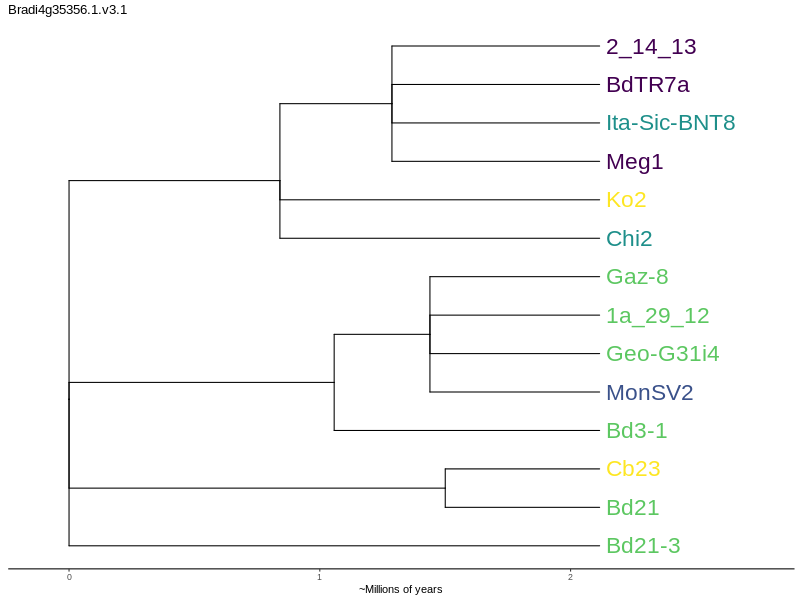 Bradi4g35356.1.v3.1
2_14_13
BdTR7a
Ita-Sic-BNT8
Meg1
Ko2
Chi2
Gaz-8
1a_29_12
Geo-G31i4
MonSV2
Bd3-1
Cb23
Bd21
Bd21-3
0 1 2
~Millions of years